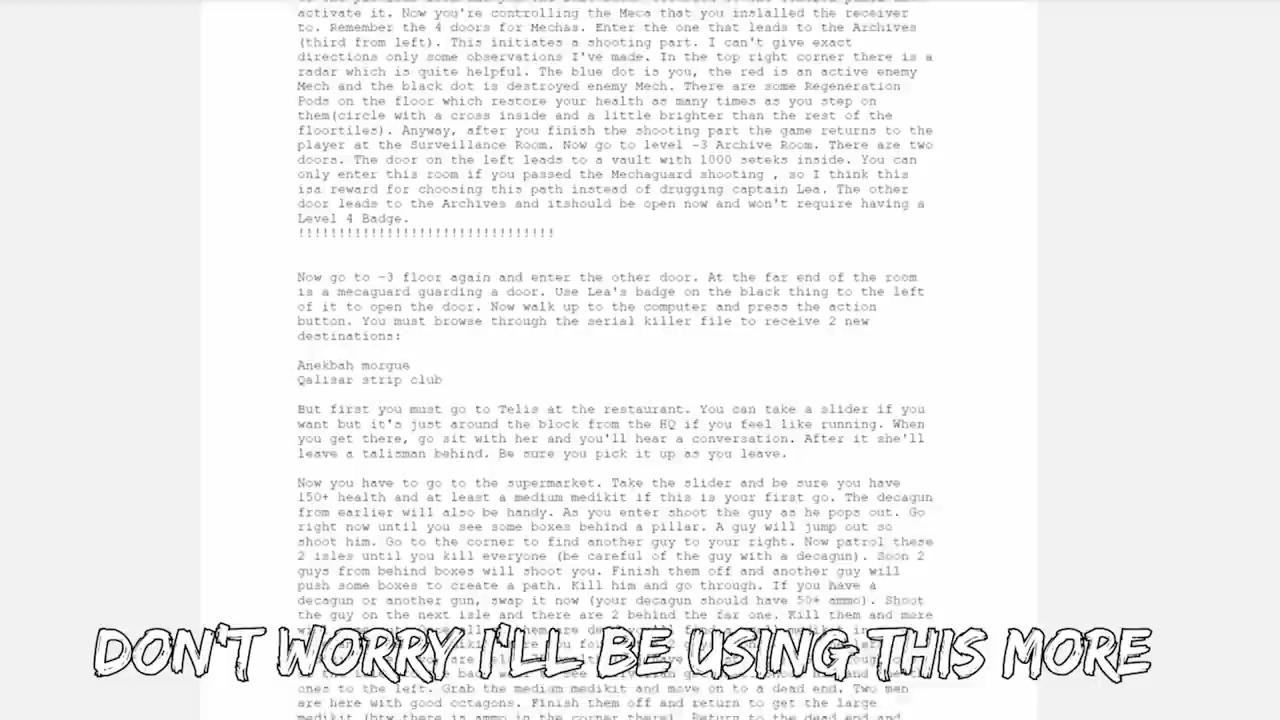 activate it. Now you're controlling the Meca that you inslalled the receiver
to. Remember the 4 doors for Mechas. Enter the one that leads to the Archives
(third from left). This initiates a shooting part. I can't give exact
directions only some observations I've made. In the top right corner there is a
radar which is quite helpful. The blue dot is you, the red is an active enemy
Mech and the black dot is destroyed enemy Mech. There are some Regeneration
Pods on the floor which restore your health as many times as you step on
them(circle with a cross inside and a little brighter than the rest of the
floortiles). Anyway, after you finish the shooting part the game returns to the
player at the Surveillance Room. Now go to level -3 Archive Room. There are two
doors. The door on the left leads to a vault with 1000 seteks inside. You can
only enter this room if you passed the Mechaguard shooting , so I think this
isa reward for choosing this path instead of drugging captain Lea. The other
door leads to the Archives and itshould be open now and won't require having a
Level 4 Badge.
!!!!!!!!!!!!!!!!!!!!!!!!!!!!!!!!
Now go to -3 floor again and enter the other door. At the far end of the room
is a mecaguard guarding a door. Use Lea's badge on the black thing to the left
of it to open the door. Now walk up to the computer and press the action
button. You must browse through the serial killer file to receive 2 new
destinations:
Anekbah morgue
Qalisar strip club
But first you must go to Telis at the restaurant. You can take a slider if you
want but it's just around the block from the HQ if you feel like running. When
you get there, go sit with her and you'll hear a conversation. After it she'll
leave a talisman behind. Be sure you pick it up as you leave.
Now you have to go to the supermarket. Take the slider and be sure you have
150+ health and at least a medium medikit if this is your first go. The decagun
from earlier will also be handy. As you enter shoot the guy as he pops out. Go
right now until you see some boxes behind a pillar. A guy will jump out so
shoot him. Go to the corner to find another guy to your right. Now patrol these
2 isles until you kill everyone (be careful of the guy with a decagun). Soon 2
guys from behind boxes will shoot you. Finish them off and another guy will
push some boxes to create a path. Kill him and go through. If you have a
decagun or another gun, swap it now (your decagun should have 50+ ammo). Shoot
the guy on the next isle and there are 2 behind the far one. Kill them and more
DON'T WORRY I'LL BE USING THIS MORE
ones to the left. Grab the medium medikit and move on to a dead end. Two men
are here with good octagons. Finish them off and return to get the large
medikit (btw there is ammo in the corner there). Return to the dead end and